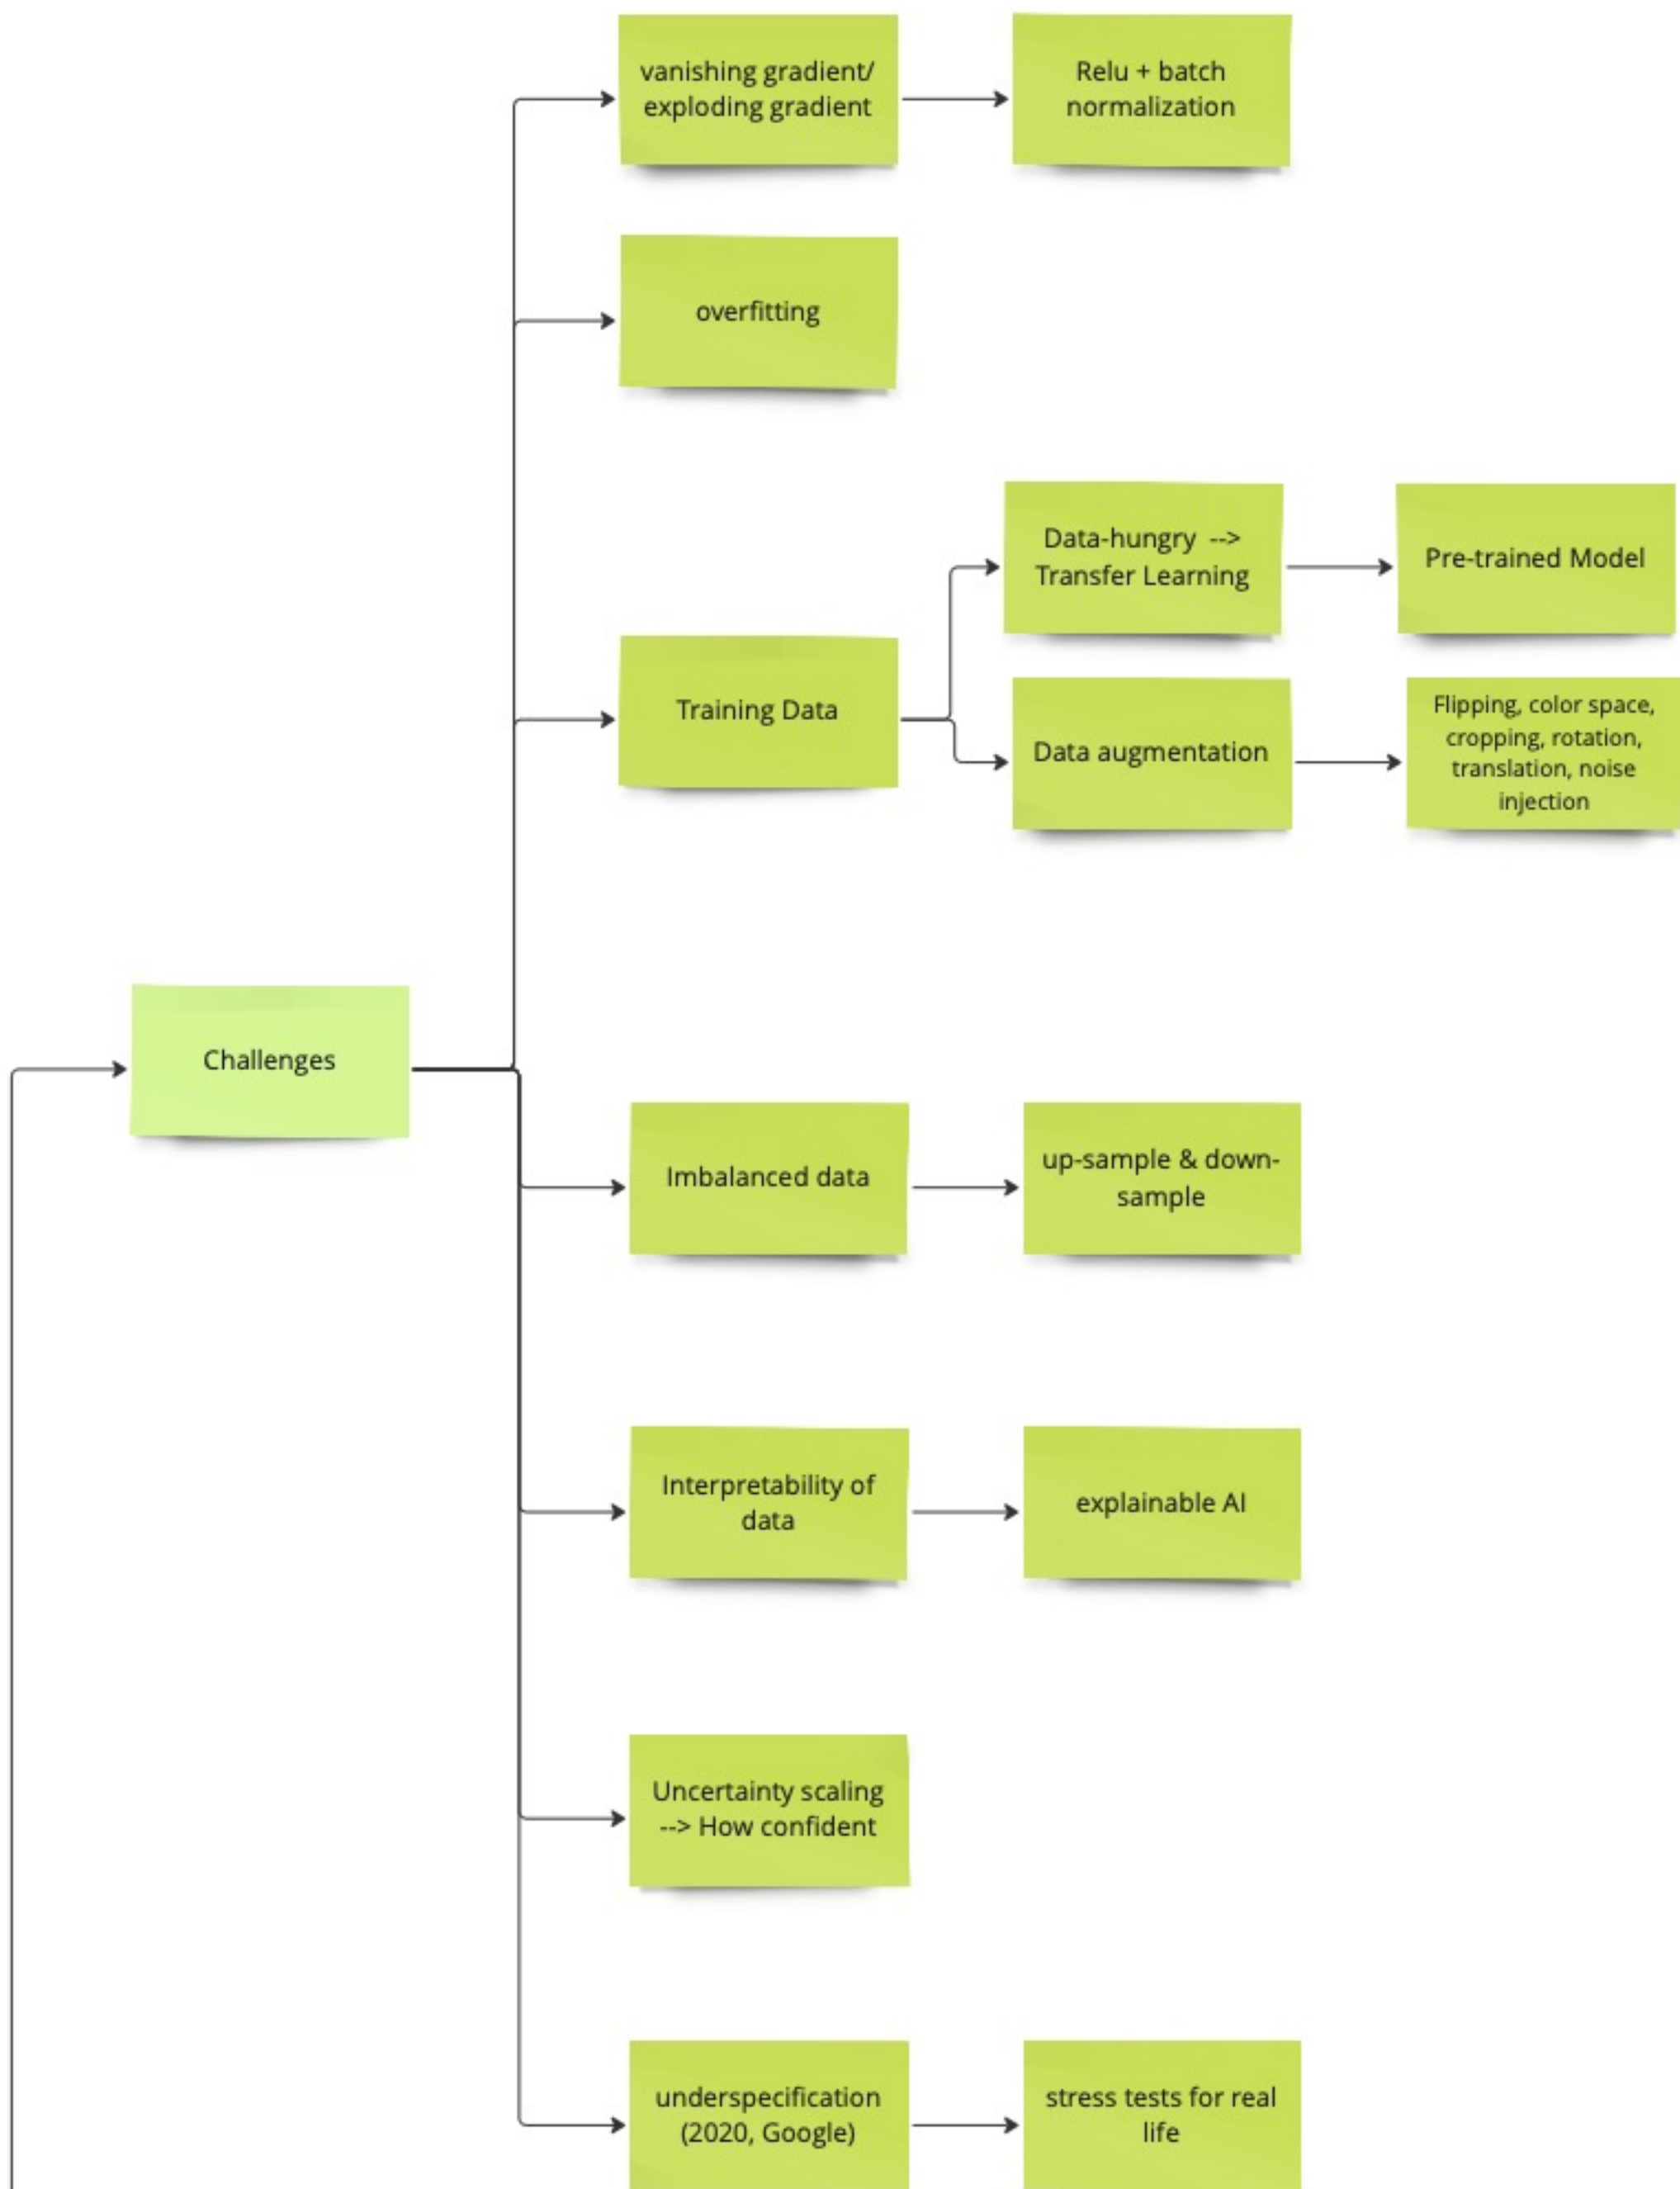 vanishing gradient/
exploding gradient
Relu + batch
normalization
overfitting
Data-hungry -->
Transfer Learning
Pre-trained Model
Training Data
Data augmentation
Flipping, color space,
cropping, rotation,
translation, noise
injection
Challenges
Imbalanced data
up-sample & down-
sample
Interpretability of
data
explainable AI
Uncertainty scaling
--> How confident
underspecification
(2020, Google)
stress tests for real
life